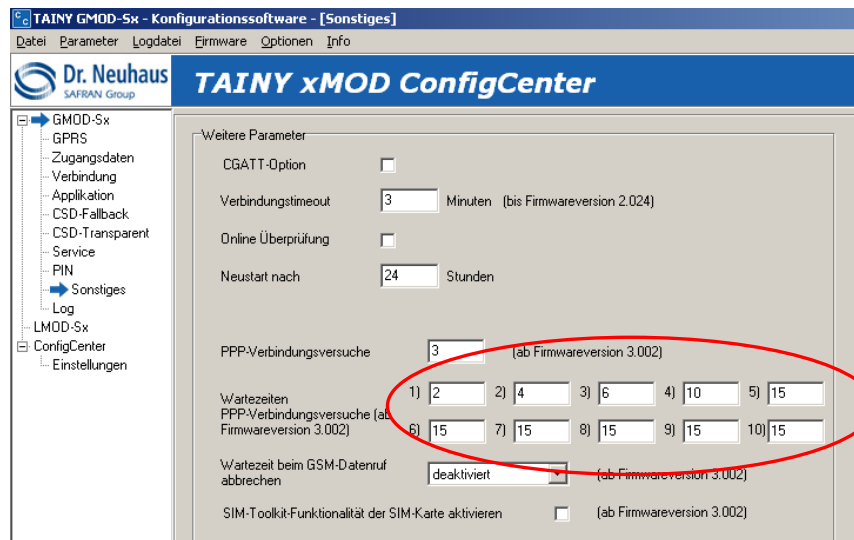 TAINY GMOD-Sx - Konfigurationssoftware - [Sonstiges]
Datei Parameter Logdatei Firmware Optionen Info
Dr. Neuhaus
SAFRAN Group
TAINY xMOD ConfigCenter
GMOD-Sx
GPRS
Zugangsdaten
Verbindung
Applikation
CSD-Fallback
CSD-Transparent
Service
PIN
Sonstiges
Log
LMOD-Sx
ConfigCenter
Einstellungen
Weitere Parameter
CGATT-Option
Verbindungstimeout 3 Minuten (bis Firmwareversion 2.024)
Online Überprüfung
Neustart nach 24 Stunden
PPP-Verbindungsversuche 3 (ab Firmwareversion 3.002)
Wartezeiten
PPP-Verbindungsversuche (ab
Firmwareversion 3.002)
1) 2 2) 4 3) 6 4) 10 5) 15
6) 15 7) 15 8) 15 9) 15 10) 15
Wartezeit beim GSM-Datenruf
abbrechen
deaktiviert (ab Firmwareversion 3.002)
SIM-Toolkit-Funktionalität der SIM-Karte aktivieren (ab Firmwareversion 3.002)